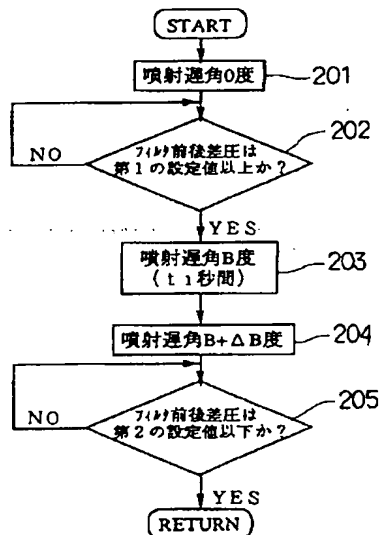 START
噴射遅角0度
201
202
フィルタ前後差圧は
第1の設定値以上か?
NO
YES
噴射遅角B度
(t1秒間)
203
噴射遅角B+ΔB度
204
205
フィルタ前後差圧は
第2の設定値以下か?
NO
YES
RETURN